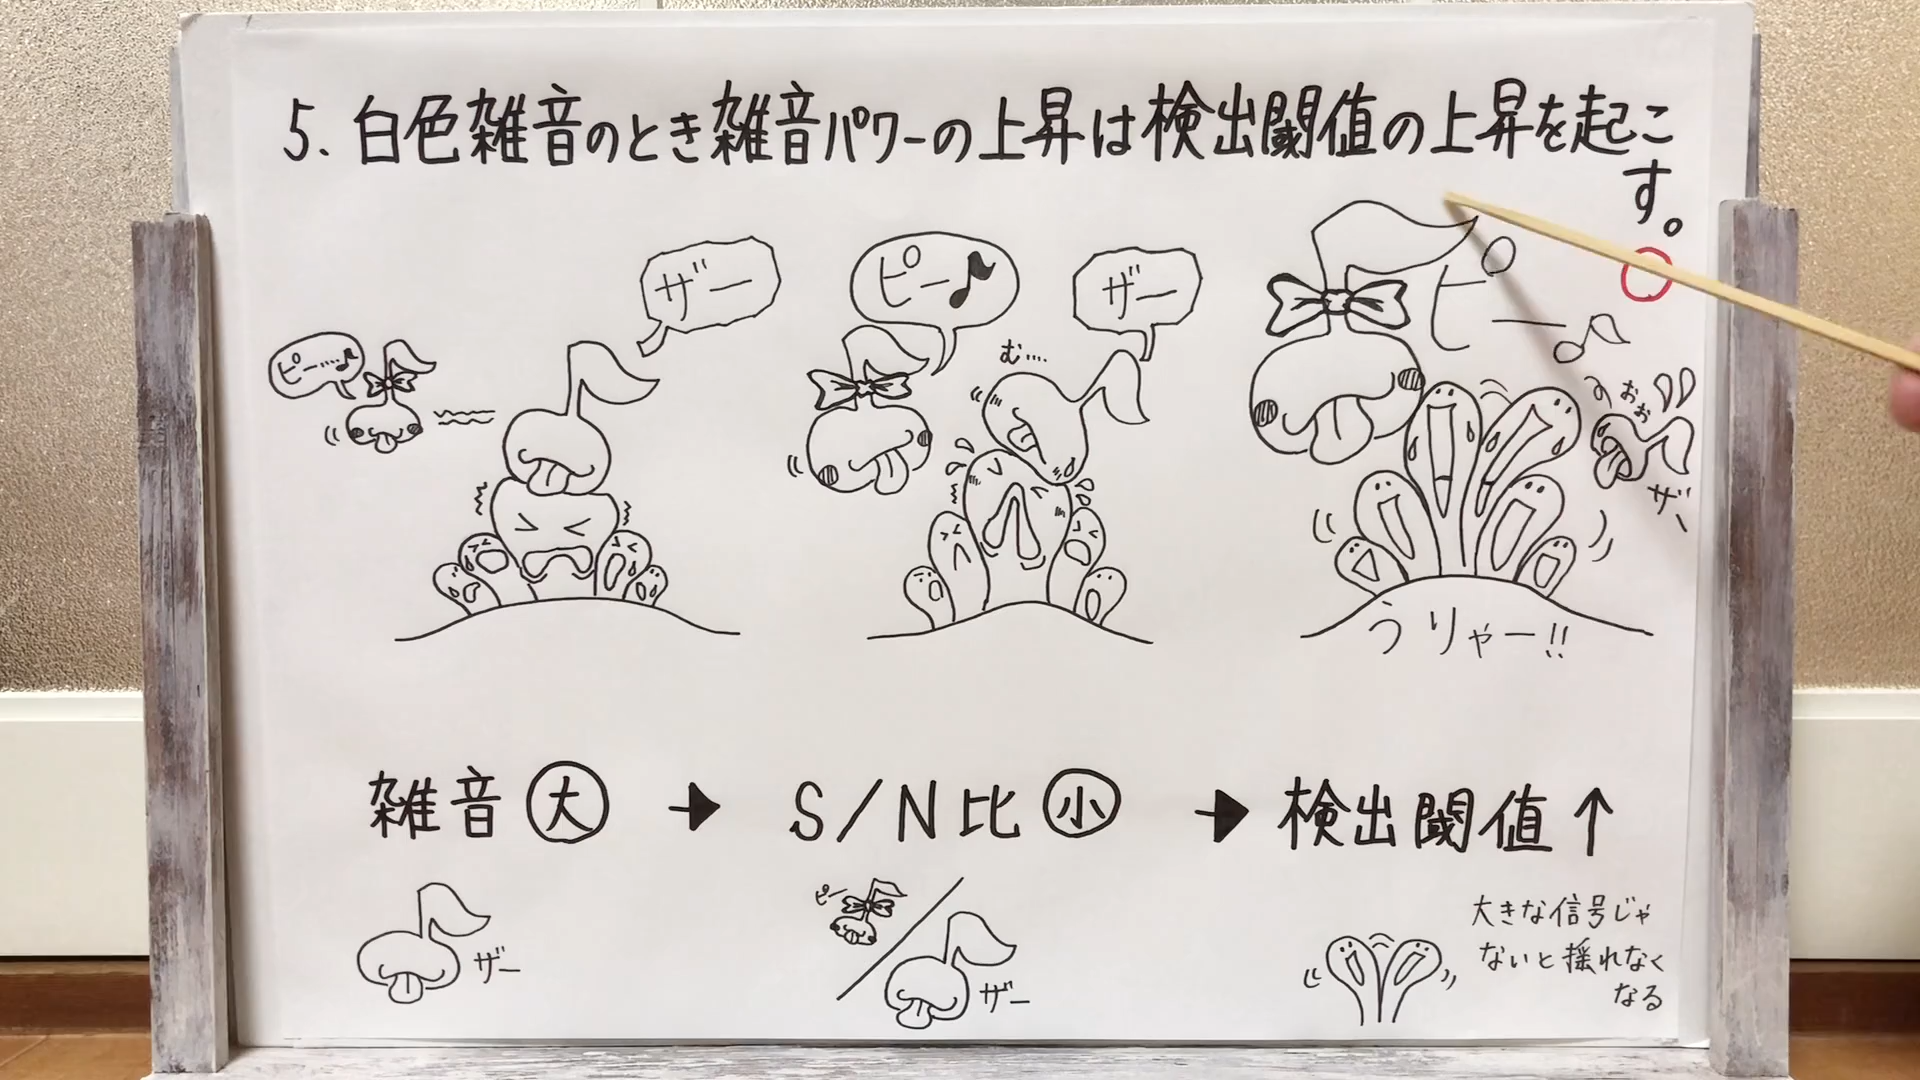 5. 白色雑音のとき雑音パワーの上昇は検出閾値の上昇を起こ
す。
ピー……♪
ザー
ピー♪
む....
ザー
ピー♪
おぉ
ザー
うりゃー!!
雑音 大 → S/N比 小 → 検出閾値 ↑
ザー
ピー
ザー
大きな信号じゃ
ないと揺れなく
なる